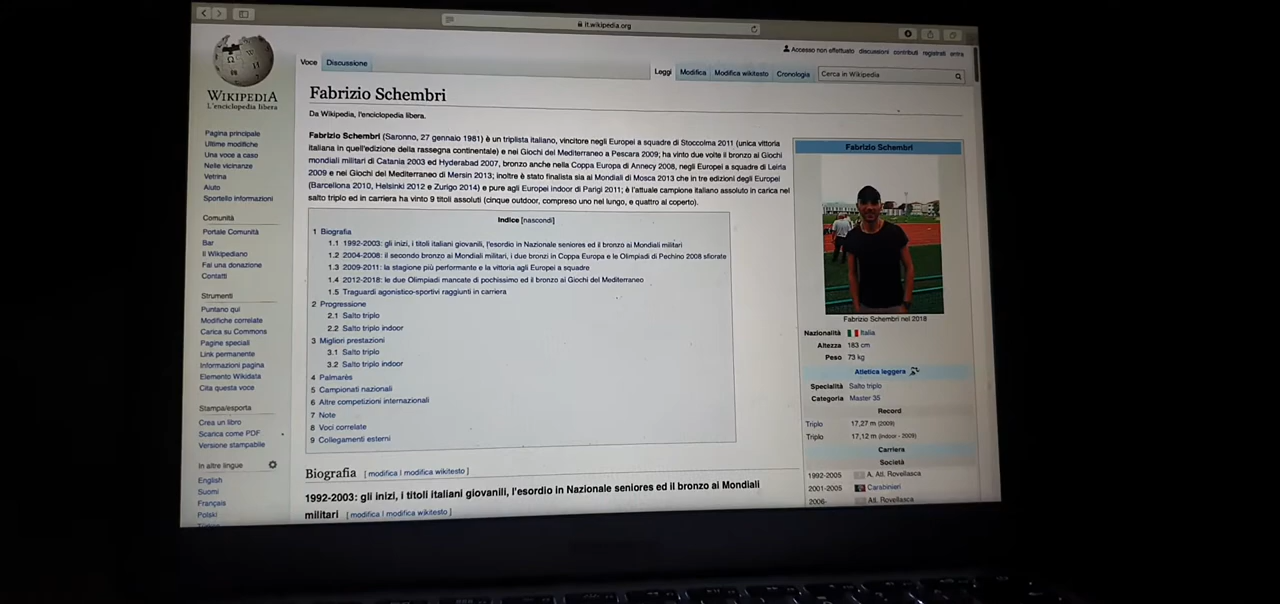 it.wikipedia.org
Accesso non effettuato discussioni contributi registrati entra
Voce Discussione
Leggi Modifica Modifica wikitesto Cronologia Cerca in Wikipedia
WIKIPEDIA
L'enciclopedia libera
Pagina principale
Ultime modifiche
Una voce a caso
Nelle vicinanze
Vetrina
Aiuto
Sportello informazioni
Comunità
Portale Comunità
Bar
Il Wikipediano
Fai una donazione
Contatti
Strumenti
Puntano qui
Modifiche correlate
Carica su Commons
Pagine speciali
Link permanente
Informazioni pagina
Elemento Wikidata
Cita questa voce
Stampa/esporta
Crea un libro
Scarica come PDF
Versione stampabile
In altre lingue
English
Suomi
Français
Polski
Fabrizio Schembri
Da Wikipedia, l'enciclopedia libera.
Fabrizio Schembri (Saronno, 27 gennaio 1981) è un triplista italiano, vincitore negli Europei a squadre di Stoccolma 2011 (unica vittoria
italiana in quell'edizione della rassegna continentale) e nei Giochi del Mediterraneo a Pescara 2009; ha vinto due volte il bronzo ai Giochi
mondiali militari di Catania 2003 ed Hyderabad 2007, bronzo anche nella Coppa Europa di Annecy 2008, negli Europei a squadre di Leiria
2009 e nei Giochi del Mediterraneo di Mersin 2013; inoltre è stato finalista sia ai Mondiali di Mosca 2013 che in tre edizioni degli Europei
(Barcellona 2010, Helsinki 2012 e Zurigo 2014) e pure agli Europei indoor di Parigi 2011; è l'attuale campione italiano assoluto in carica nel
salto triplo ed in carriera ha vinto 9 titoli assoluti (cinque outdoor, compreso uno nel lungo, e quattro al coperto).
Indice [nascondi]
1 Biografia
1.1 1992-2003: gli inizi, i titoli italiani giovanili, l'esordio in Nazionale seniores ed il bronzo ai Mondiali militari
1.2 2004-2008: il secondo bronzo ai Mondiali militari, i due bronzi in Coppa Europa e le Olimpiadi di Pechino 2008 sfiorate
1.3 2009-2011: la stagione più performante e la vittoria agli Europei a squadre
1.4 2012-2018: le due Olimpiadi mancate di pochissimo ed il bronzo ai Giochi del Mediterraneo
1.5 Traguardi agonistico-sportivi raggiunti in carriera
2 Progressione
2.1 Salto triplo
2.2 Salto triplo indoor
3 Migliori prestazioni
3.1 Salto triplo
3.2 Salto triplo indoor
4 Palmarès
5 Campionati nazionali
6 Altre competizioni internazionali
7 Note
8 Voci correlate
9 Collegamenti esterni
Biografia [ modifica | modifica wikitesto ]
1992-2003: gli inizi, i titoli italiani giovanili, l'esordio in Nazionale seniores ed il bronzo ai Mondiali
militari [ modifica | modifica wikitesto ]
Fabrizio Schembri
Fabrizio Schembri nel 2018
Nazionalità Italia
Altezza 183 cm
Peso 73 kg
Atletica leggera
Specialità Salto triplo
Categoria Master 35
Record
Triplo 17,27 m (2009)
Triplo 17,12 m (indoor - 2009)
Carriera
Società
1992-2005 A. Atl. Rovellasca
2001-2005 Carabinieri
2006- Atl. Rovellasca